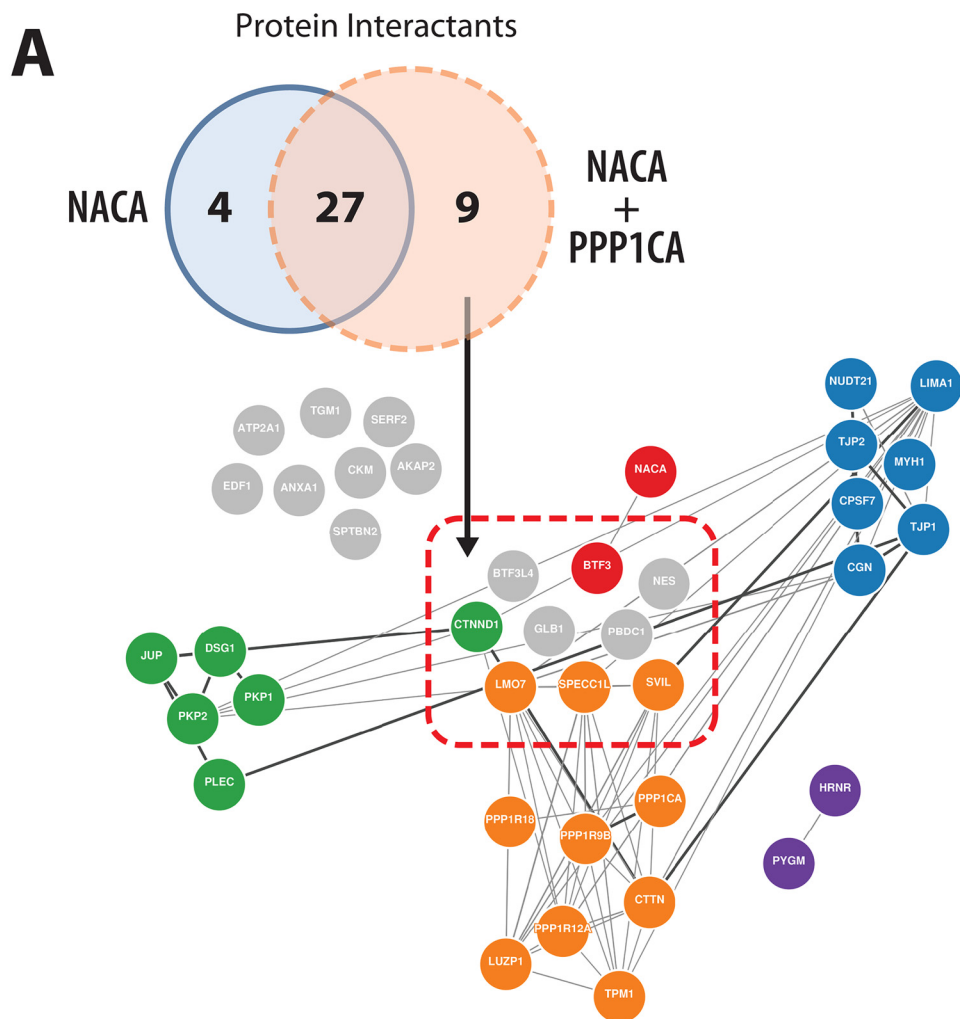 A
Protein Interactants
NACA
4
27
9
NACA
+
PPP1CA
NUDT21
LIMA1
TGM1
SERF2
ATP2A1
TJP2
MYH1
NACA
CKM
AKAP2
EDF1
ANXA1
CPSF7
TJP1
SPTBN2
BTF3L4
BTF3
NES
CGN
CTNND1
GLB1
PBDC1
JUP
DSG1
LMO7
SPECC1L
SVIL
PKP1
PKP2
PLEC
HRNR
PPP1CA
PPP1R18
PPP1R9B
PYGM
CTTN
PPP1R12A
LUZP1
TPM1